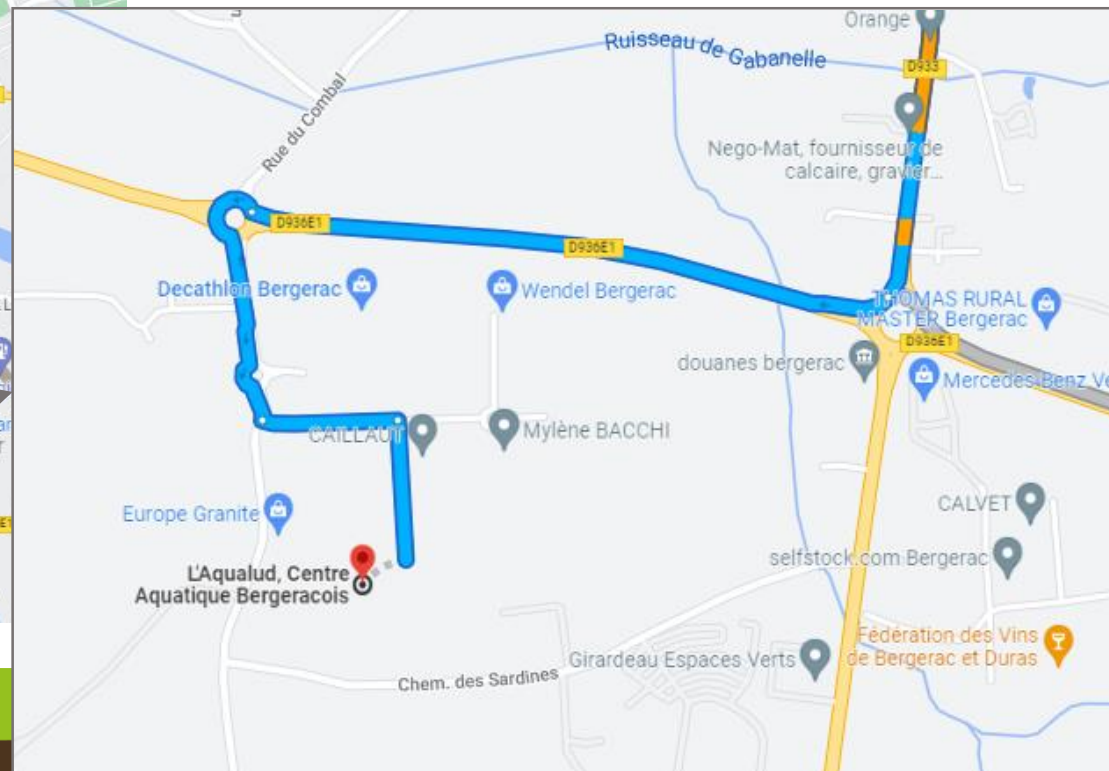 Orange
Ruisseau de Gabanelle
D933
Rue du Combal
Nego-Mat, fournisseur de
calcaire, gravier...
D936E1
D936E1
Decathlon Bergerac
Wendel Bergerac
THOMAS RURAL
MASTER Bergerac
D936E1
douanes bergerac
Mercedes Benz Ve
CAILLAUT
Mylène BACCHI
Europe Granite
CALVET
selfstock.com Bergerac
L'Aqualud, Centre
Aquatique Bergeracois
Fédération des Vins
de Bergerac et Duras
Girardeau Espaces Verts
Chem. des Sardines